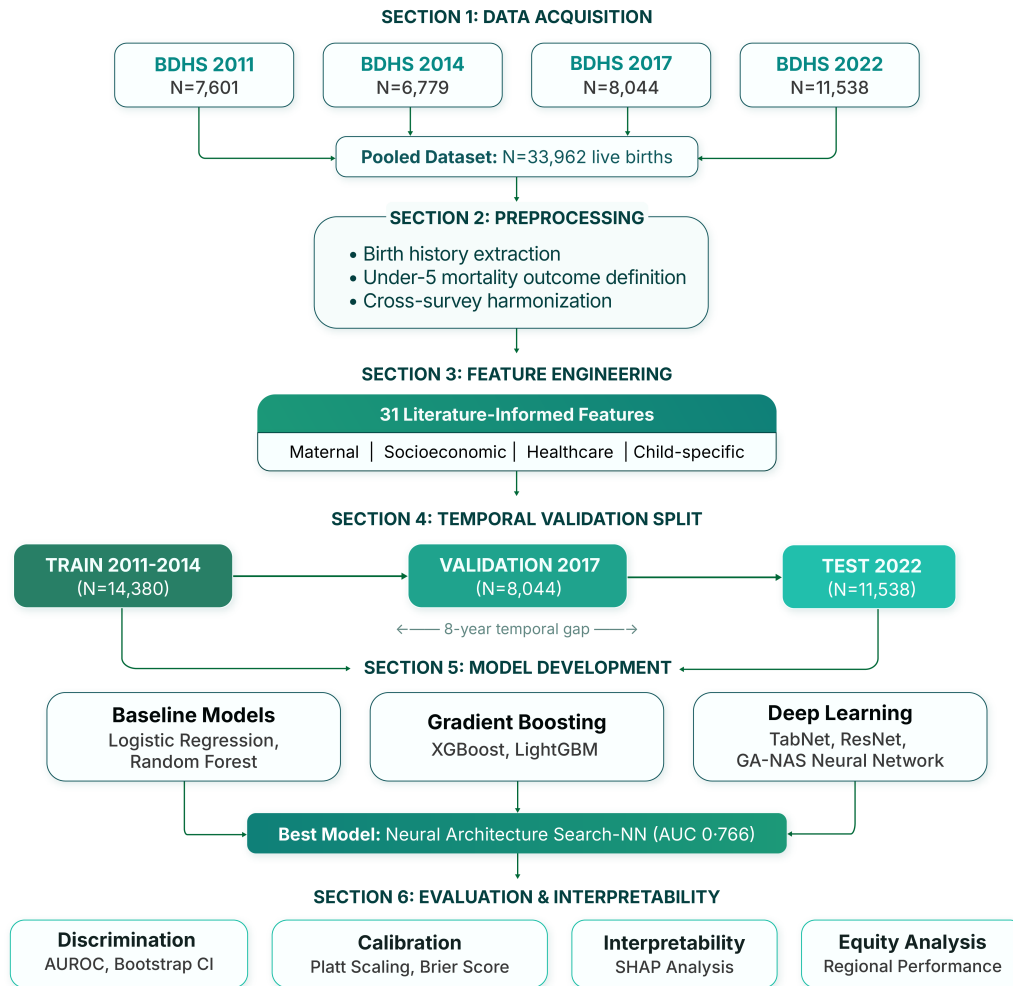 SECTION 1: DATA ACQUISITION
BDHS 2011
N=7,601
BDHS 2014
N=6,779
BDHS 2017
N=8,044
BDHS 2022
N=11,538
Pooled Dataset: N=33,962 live births
SECTION 2: PREPROCESSING
• Birth history extraction
• Under-5 mortality outcome definition
• Cross-survey harmonization
SECTION 3: FEATURE ENGINEERING
31 Literature-Informed Features
Maternal | Socioeconomic | Healthcare | Child-specific
SECTION 4: TEMPORAL VALIDATION SPLIT
TRAIN 2011-2014
(N=14,380)
VALIDATION 2017
(N=8,044)
TEST 2022
(N=11,538)
8-year temporal gap
SECTION 5: MODEL DEVELOPMENT
Baseline Models
Logistic Regression,
Random Forest
Gradient Boosting
XGBoost, LightGBM
Deep Learning
TabNet, ResNet,
GA-NAS Neural Network
Best Model: Neural Architecture Search-NN (AUC 0·766)
SECTION 6: EVALUATION & INTERPRETABILITY
Discrimination
AUROC, Bootstrap CI
Calibration
Platt Scaling, Brier Score
Interpretability
SHAP Analysis
Equity Analysis
Regional Performance